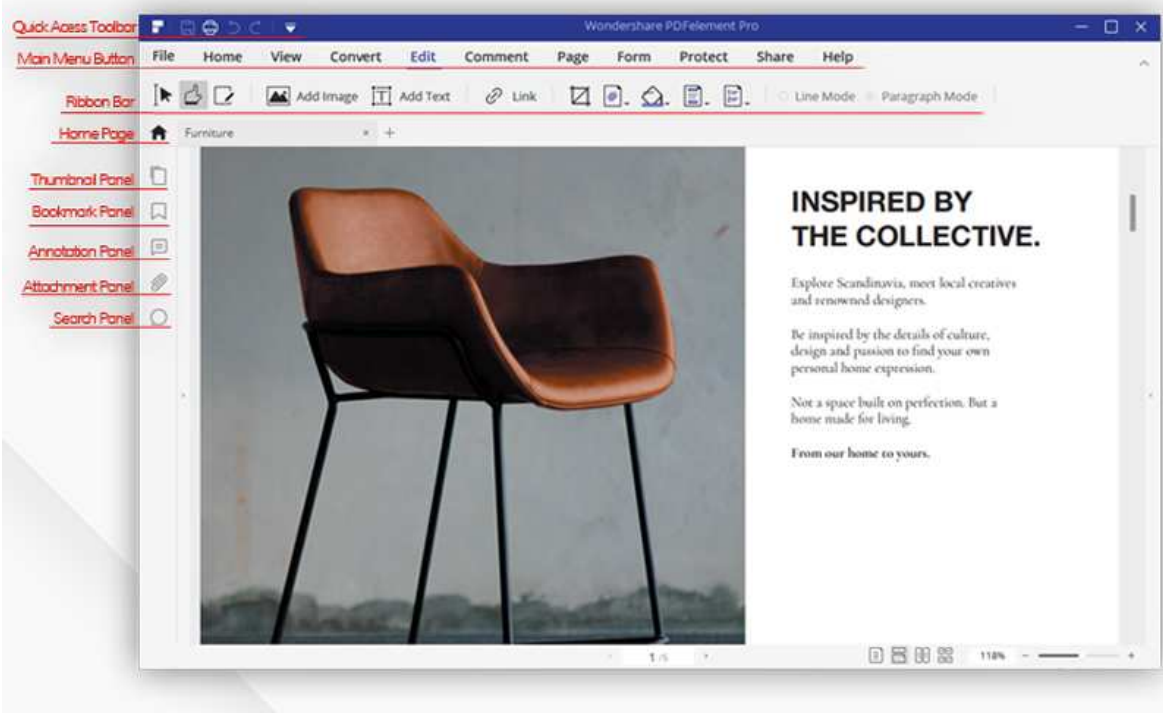 Quick Acess Toolbar
Wondershare PDFelement Pro
Main Menu Button
File Home View Convert Edit Comment Page Form Protect Share Help
Ribbon Bar
Add Image Add Text Link Line Mode Paragraph Mode
Home Page
Furniture
Thumbnail Panel
Bookmark Panel
Annotation Panel
Attachment Panel
Search Panel
INSPIRED BY
THE COLLECTIVE.
Explore Scandinavia, meet local creatives
and renowned designers.
Be inspired by the details of culture,
design and passion to find your own
personal home expression.
Not a space built on perfection. But a
home made for living.
From our home to yours.
1 /5
118%